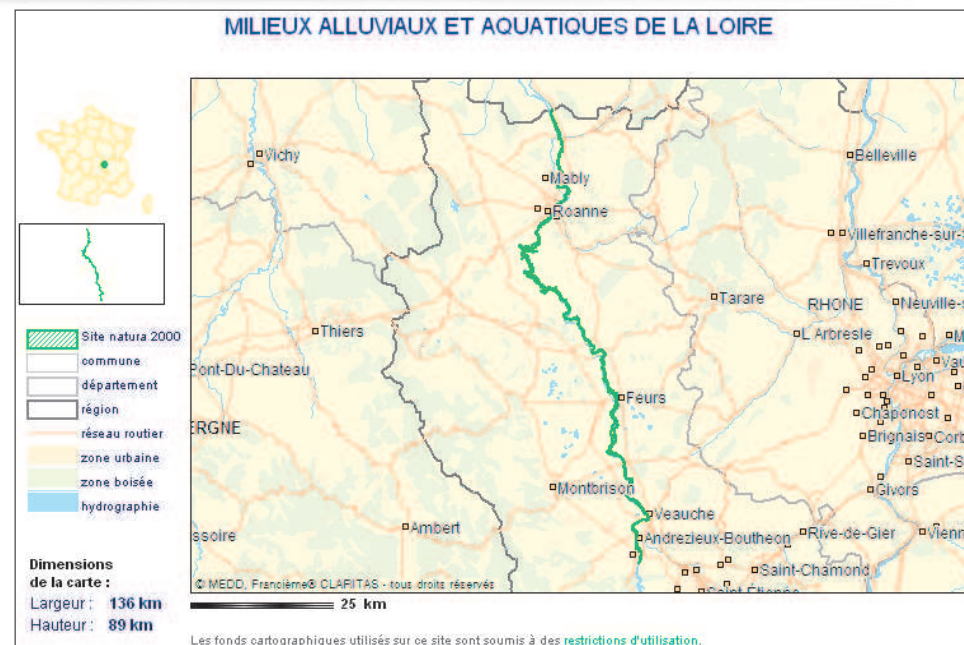 MILIEUX ALLUVIAUX ET AQUATIQUES DE LA LOIRE
Vichy
Mably
Roanne
Belleville
Villefranche-sur-
Trevoux
Tarare
RHONE
Neuville-
Thiers
L Arbresle
Pont-Du-Chateau
Lyon
Vau
Feurs
Chaponost
ERGNE
Brignais
Corb
Montbrison
Saint-S
Givors
Veauche
Ambert
Andrezieux-Boutheon
Rive-de-Gier
Vienn
ssoire
Saint-Chamond
Saint-Étienne
© MEDD, Francième® CLARITAS - tous droits réservés
Site natura 2000
commune
département
région
réseau routier
zone urbaine
zone boisée
hydrographie
Dimensions
de la carte :
Largeur : 136 km
Hauteur : 89 km
25 km
Les fonds cartographiques utilisés sur ce site sont soumis à des restrictions d'utilisation.